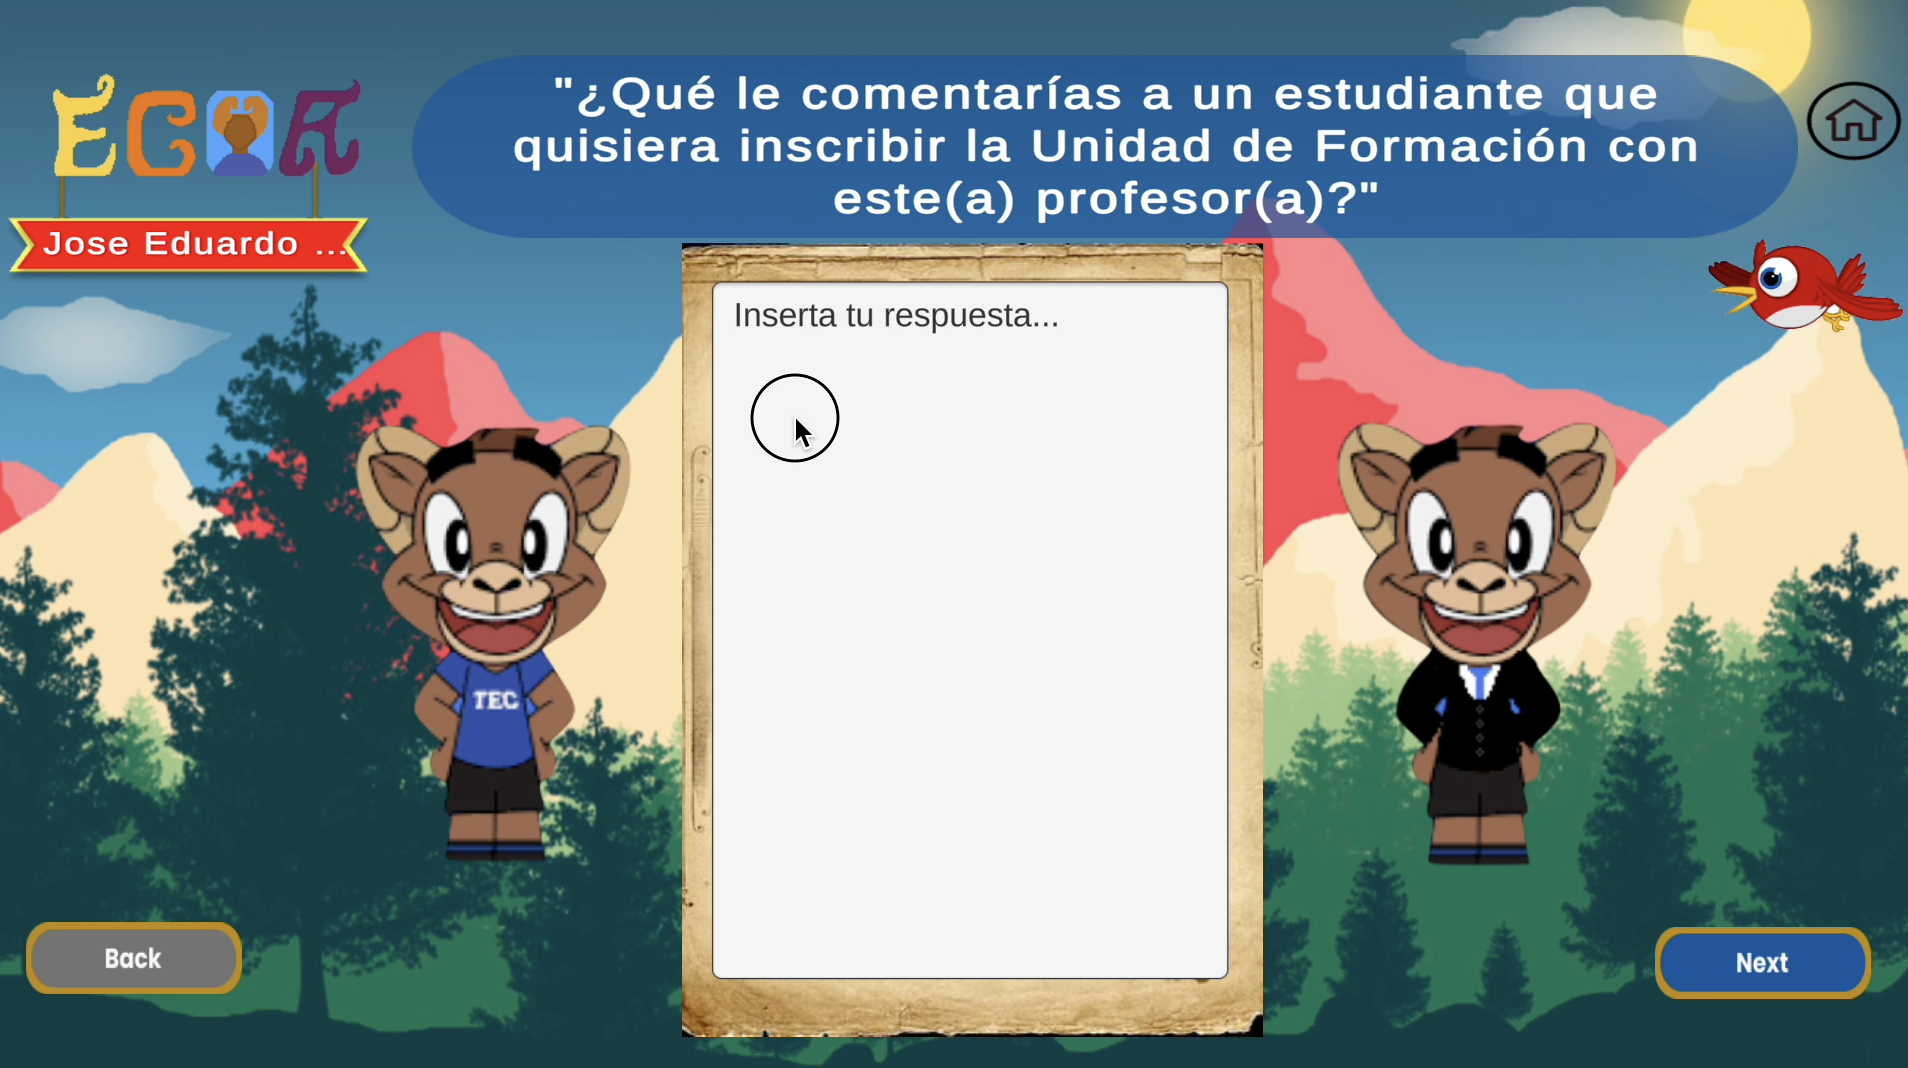 ECOA
"¿Qué le comentarías a un estudiante que
quisiera inscribir la Unidad de Formación con
este(a) profesor(a)?"
Jose Eduardo ...
Inserta tu respuesta...
TEC
Back
Next